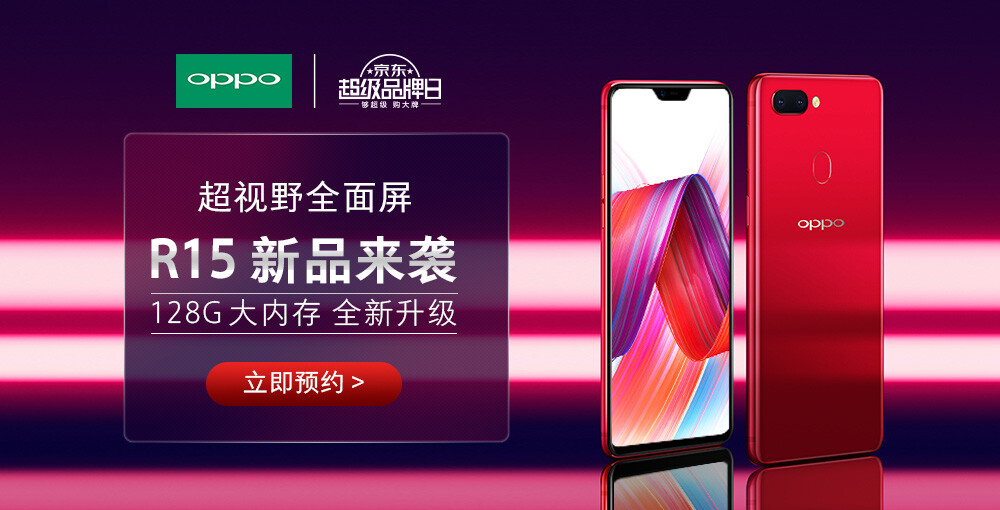 oppo
京东
超级品牌日
够超级 购大牌
超视野全面屏
R15 新品来袭
128G 大内存 全新升级
立即预约 >
oppo